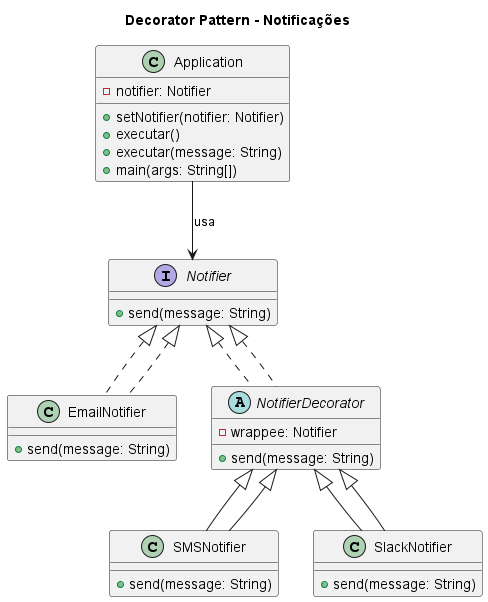 Decorator Pattern - Notificações
C Application
notifier: Notifier
setNotifier(notifier: Notifier)
executar()
executar(message: String)
main(args: String[])
usa
I Notifier
send(message: String)
C EmailNotifier
send(message: String)
A NotifierDecorator
wrappee: Notifier
send(message: String)
C SMSNotifier
send(message: String)
C SlackNotifier
send(message: String)